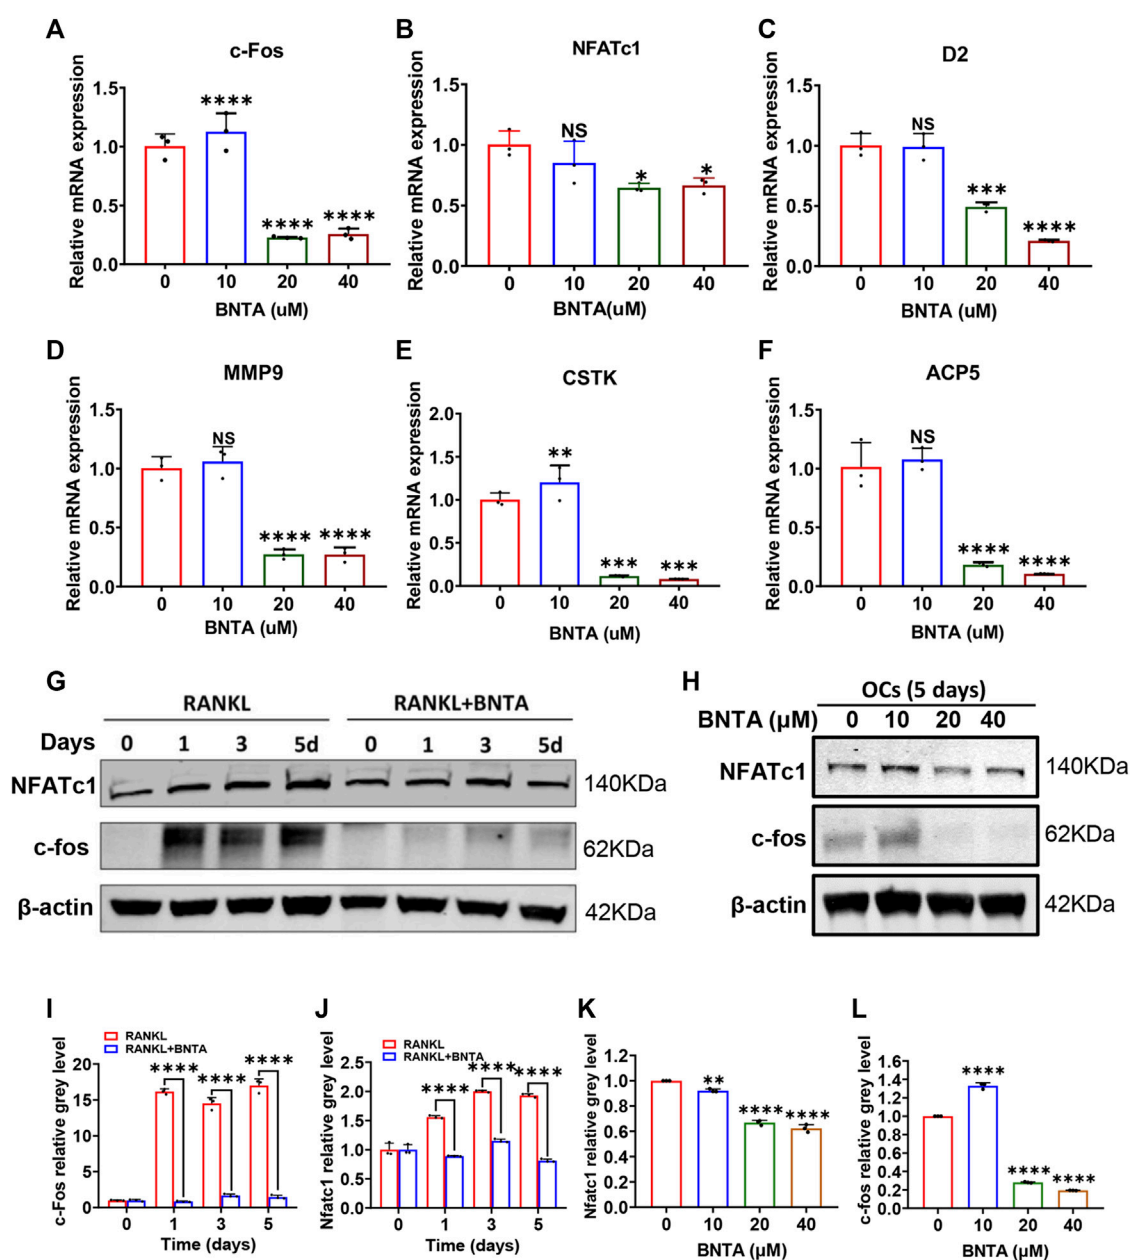 A
c-Fos
Relative mRNA expression
1.5
1.0
0.5
0.0
****
****
****
0 10 20 40
BNTA (uM)
B
NFATc1
Relative mRNA expression
1.5
1.0
0.5
0.0
NS
*
*
0 10 20 40
BNTA(uM)
C
D2
Relative mRNA expression
1.5
1.0
0.5
0.0
NS
***
****
0 10 20 40
BNTA (uM)
D
MMP9
Relative mRNA expression
1.5
1.0
0.5
0.0
NS
****
****
0 10 20 40
BNTA (uM)
E
CSTK
Relative mRNA expression
2.0
1.5
1.0
0.5
0.0
**
***
***
0 10 20 40
BNTA (uM)
F
ACP5
Relative mRNA expression
1.5
1.0
0.5
0.0
NS
****
****
0 10 20 40
BNTA (uM)
G
RANKL RANKL+BNTA
Days 0 1 3 5d 0 1 3 5d
NFATc1 140KDa
c-fos 62KDa
β-actin 42KDa
H
OCs (5 days)
BNTA (μM) 0 10 20 40
NFATc1 140KDa
c-fos 62KDa
β-actin 42KDa
I
RANKL
RANKL+BNTA
c-Fos relative grey level
20
15
10
5
0
****
****
****
0 1 3 5
Time (days)
J
RANKL
RANKL+BNTA
Nfatc1 relative grey level
2.5
2.0
1.5
1.0
0.5
0.0
****
****
****
0 1 3 5
Time (days)
K
Nfatc1 relative grey level
1.2
1.0
0.8
0.6
0.4
0.2
0.0
**
****
****
0 10 20 40
BNTA (μM)
L
c-fos relative grey level
1.6
1.4
1.2
1.0
0.8
0.6
0.4
0.2
0.0
****
****
****
0 10 20 40
BNTA (μM)